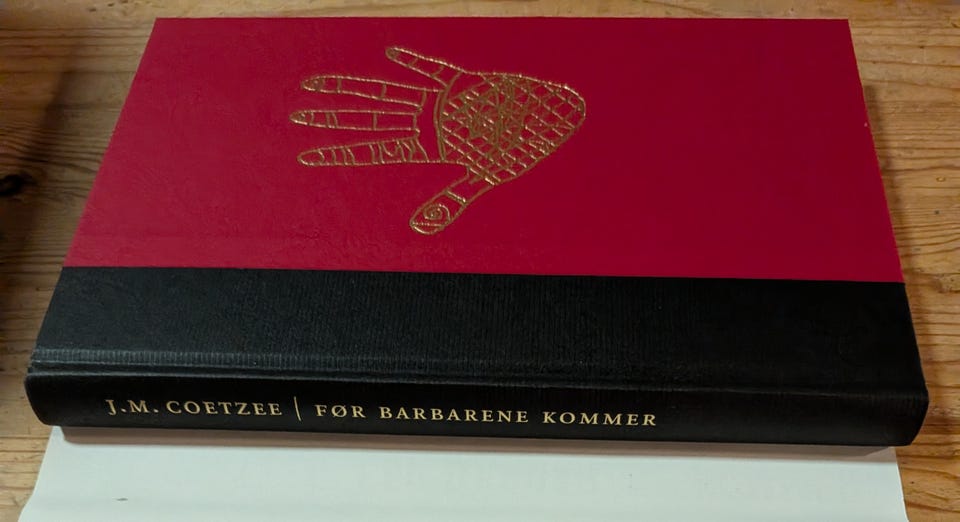 J.M. COETZEE | FØR BARBARENE KOMMER